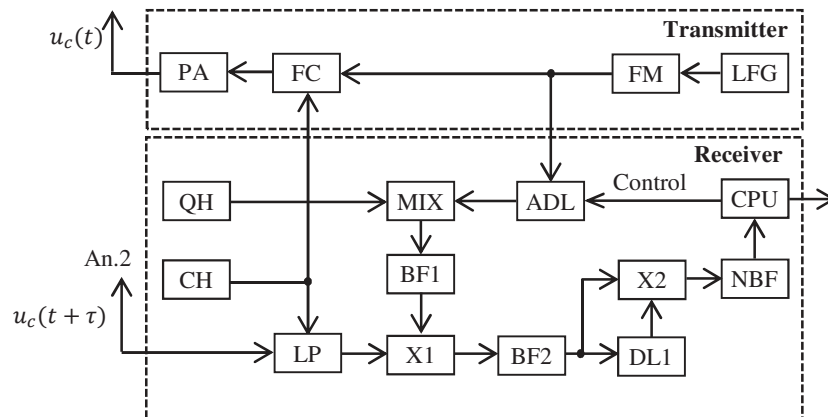 Transmitter
u_c(t)
PA
FC
FM
LFG
Receiver
Control
QH
MIX
ADL
CPU
An.2
CH
BF1
X2
NBF
u_c(t + τ)
LP
X1
BF2
DL1